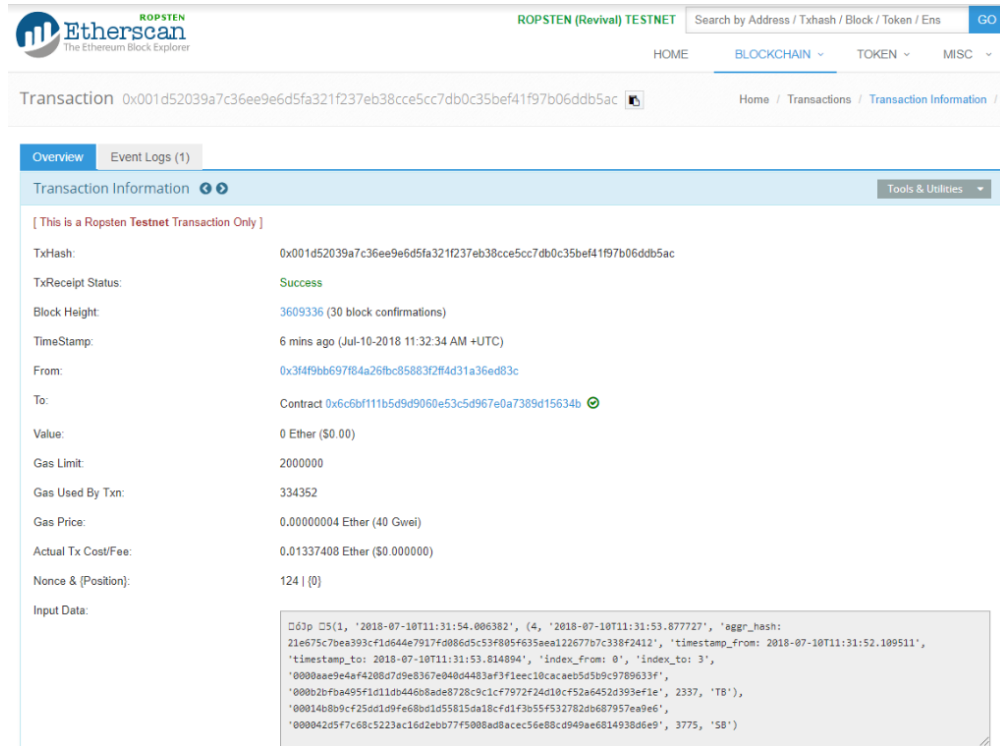 ROPSTEN
Etherscan
The Ethereum Block Explorer
ROPSTEN (Revival) TESTNET
Search by Address / Txhash / Block / Token / Ens
GO
HOME
BLOCKCHAIN
TOKEN
MISC
Transaction 0x001d52039a7c36ee9e6d5fa321f237eb38cce5cc7db0c35bef41f97b06ddb5ac
Home / Transactions / Transaction Information /
Overview
Event Logs (1)
Transaction Information
Tools & Utilities
[ This is a Ropsten Testnet Transaction Only ]
TxHash: 0x001d52039a7c36ee9e6d5fa321f237eb38cce5cc7db0c35bef41f97b06ddb5ac
TxReceipt Status: Success
Block Height: 3609336 (30 block confirmations)
TimeStamp: 6 mins ago (Jul-10-2018 11:32:34 AM +UTC)
From: 0x3f4f9bb697f84a26fbc85883f2ff4d31a36ed83c
To: Contract 0x6c6bf111b5d9d9060e53c5d967e0a7389d15634b
Value: 0 Ether ($0.00)
Gas Limit: 2000000
Gas Used By Txn: 334352
Gas Price: 0.00000004 Ether (40 Gwei)
Actual Tx Cost/Fee: 0.01337408 Ether ($0.000000)
Nonce & {Position}: 124 | {0}
Input Data:
□óJp □5(1, '2018-07-10T11:31:54.006382', (4, '2018-07-10T11:31:53.877727', 'aggr_hash:
21e675c7bea393cf1d644e7917fd086d5c53f805f635aea122677b7c338f2412', 'timestamp_from: 2018-07-10T11:31:52.109511',
'timestamp_to: 2018-07-10T11:31:53.814894', 'index_from: 0', 'index_to: 3',
'0000aae9e4af4208d7d9e8367e040d4483af3f1eec10cacaeb5d5b9c9789633f',
'000b2bfba495f1d11db446b8ade8728c9c1cf7972f24d10cf52a6452d393ef1e', 2337, 'TB'),
'00014b8b9cf25dd1d9fe68bd1d55815da18cfd1f3b55f532782db687957ea9e6',
'000042d5f7c68c5223ac16d2ebb77f5008ad8acec56e88cd949ae6814938d6e9', 3775, 'SB')